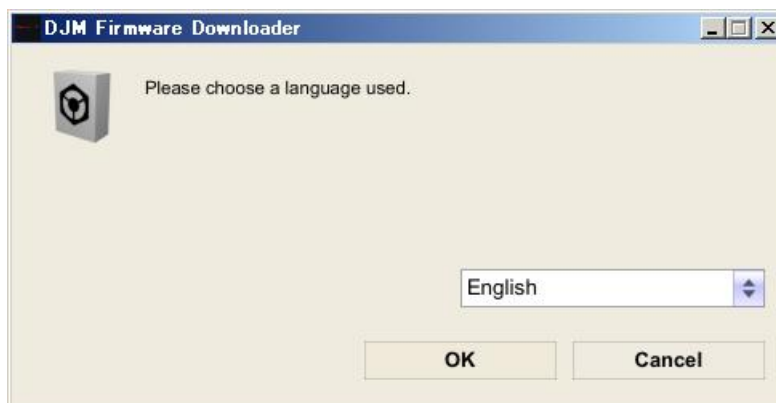 DJM Firmware Downloader
Please choose a language used.
English
OK
Cancel